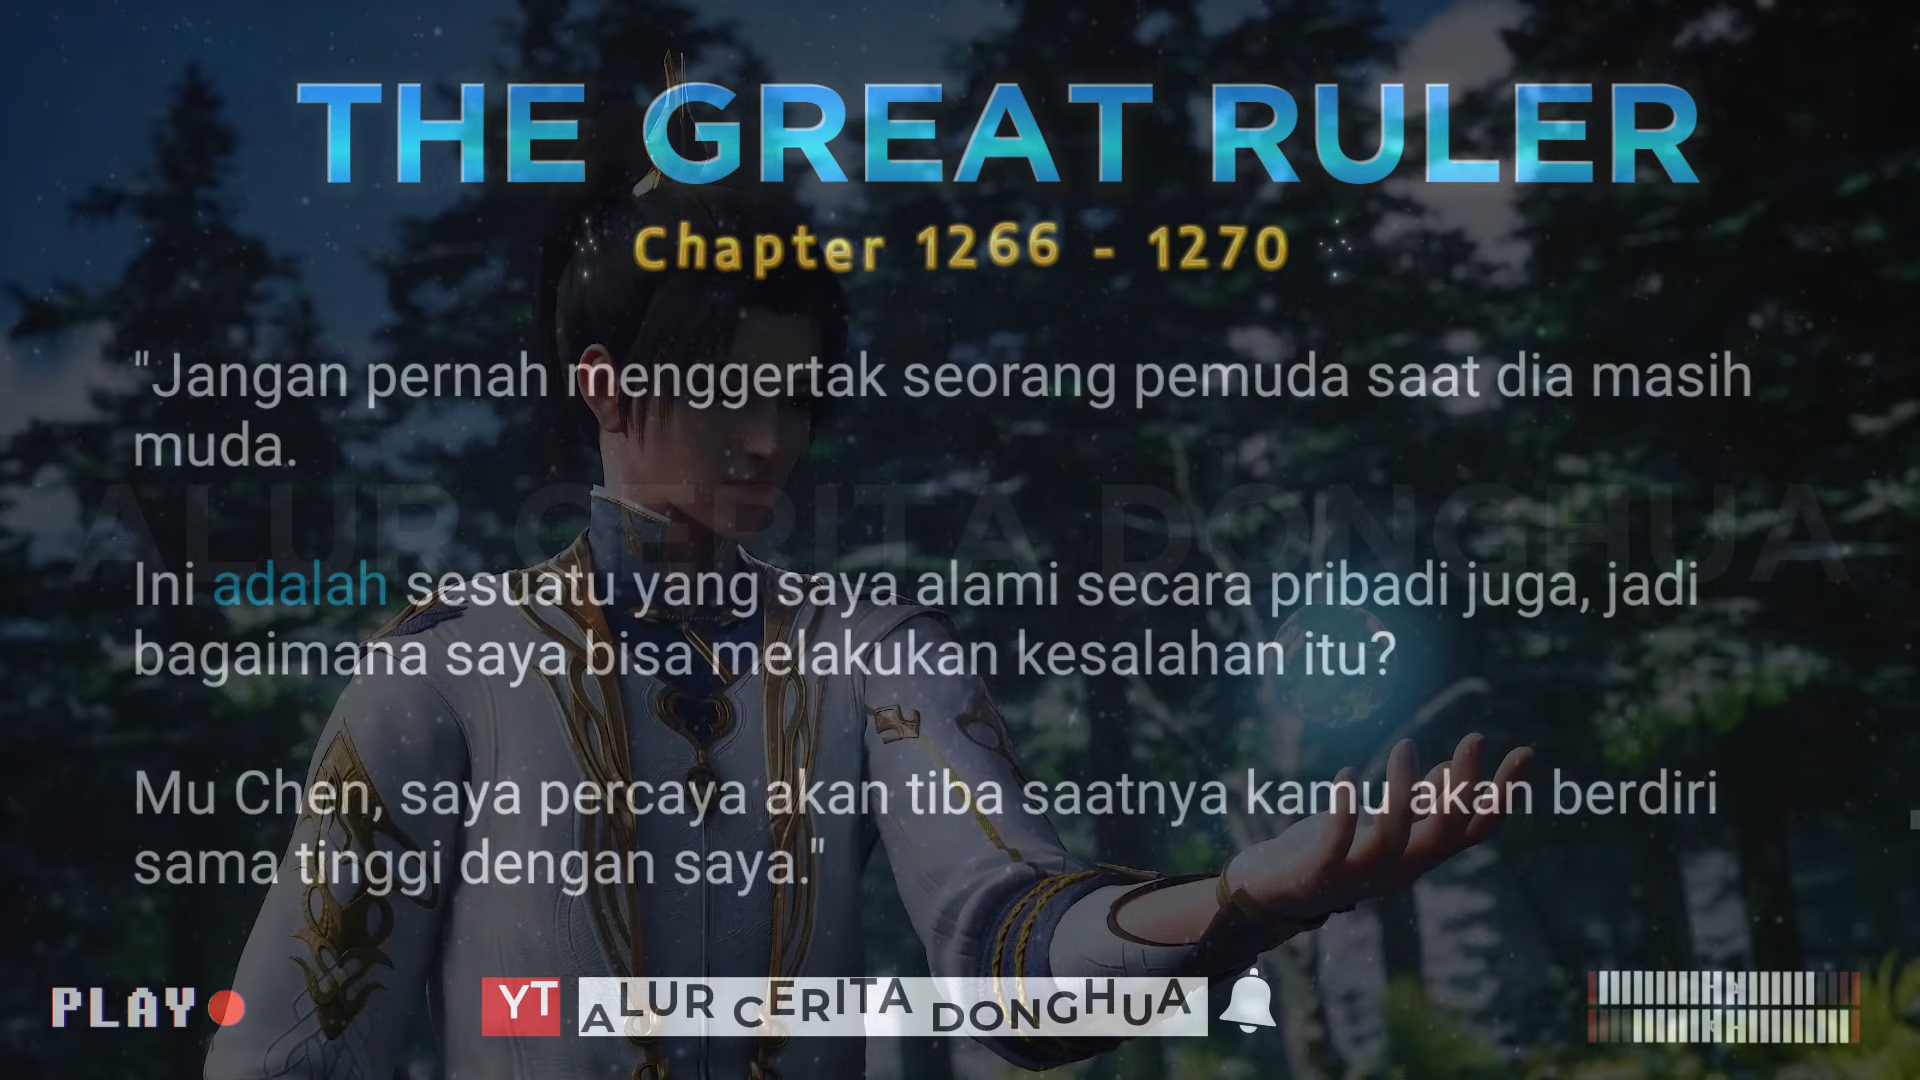 THE GREAT RULER
Chapter 1266 - 1270
"Jangan pernah menggertak seorang pemuda saat dia masih
muda.
ALUR CERITA DONGHUA
Ini adalah sesuatu yang saya alami secara pribadi juga, jadi
bagaimana saya bisa melakukan kesalahan itu?
Mu Chen, saya percaya akan tiba saatnya kamu akan berdiri
sama tinggi dengan saya."
PLAY
YT ALUR CERITA DONGHUA